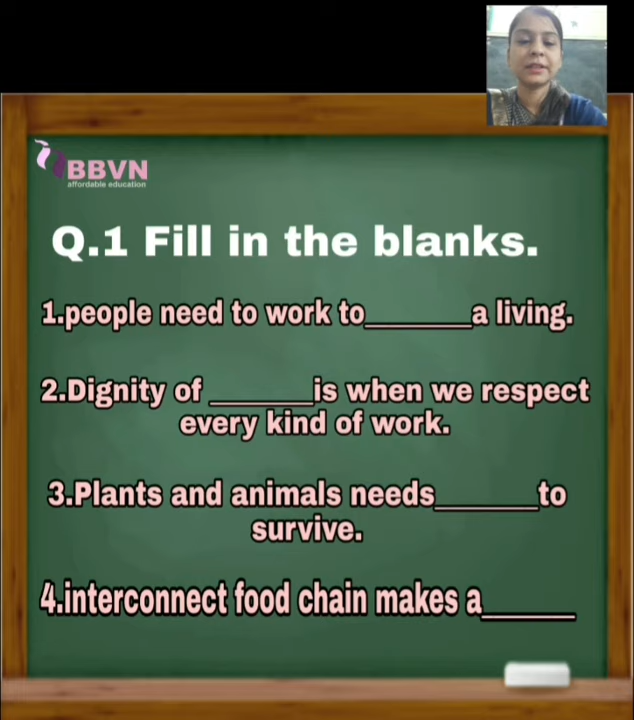 BBVN
affordable education
Q.1 Fill in the blanks.
1.people need to work to_______a living.
2.Dignity of _______is when we respect
every kind of work.
3.Plants and animals needs_______to
survive.
4.interconnect food chain makes a______